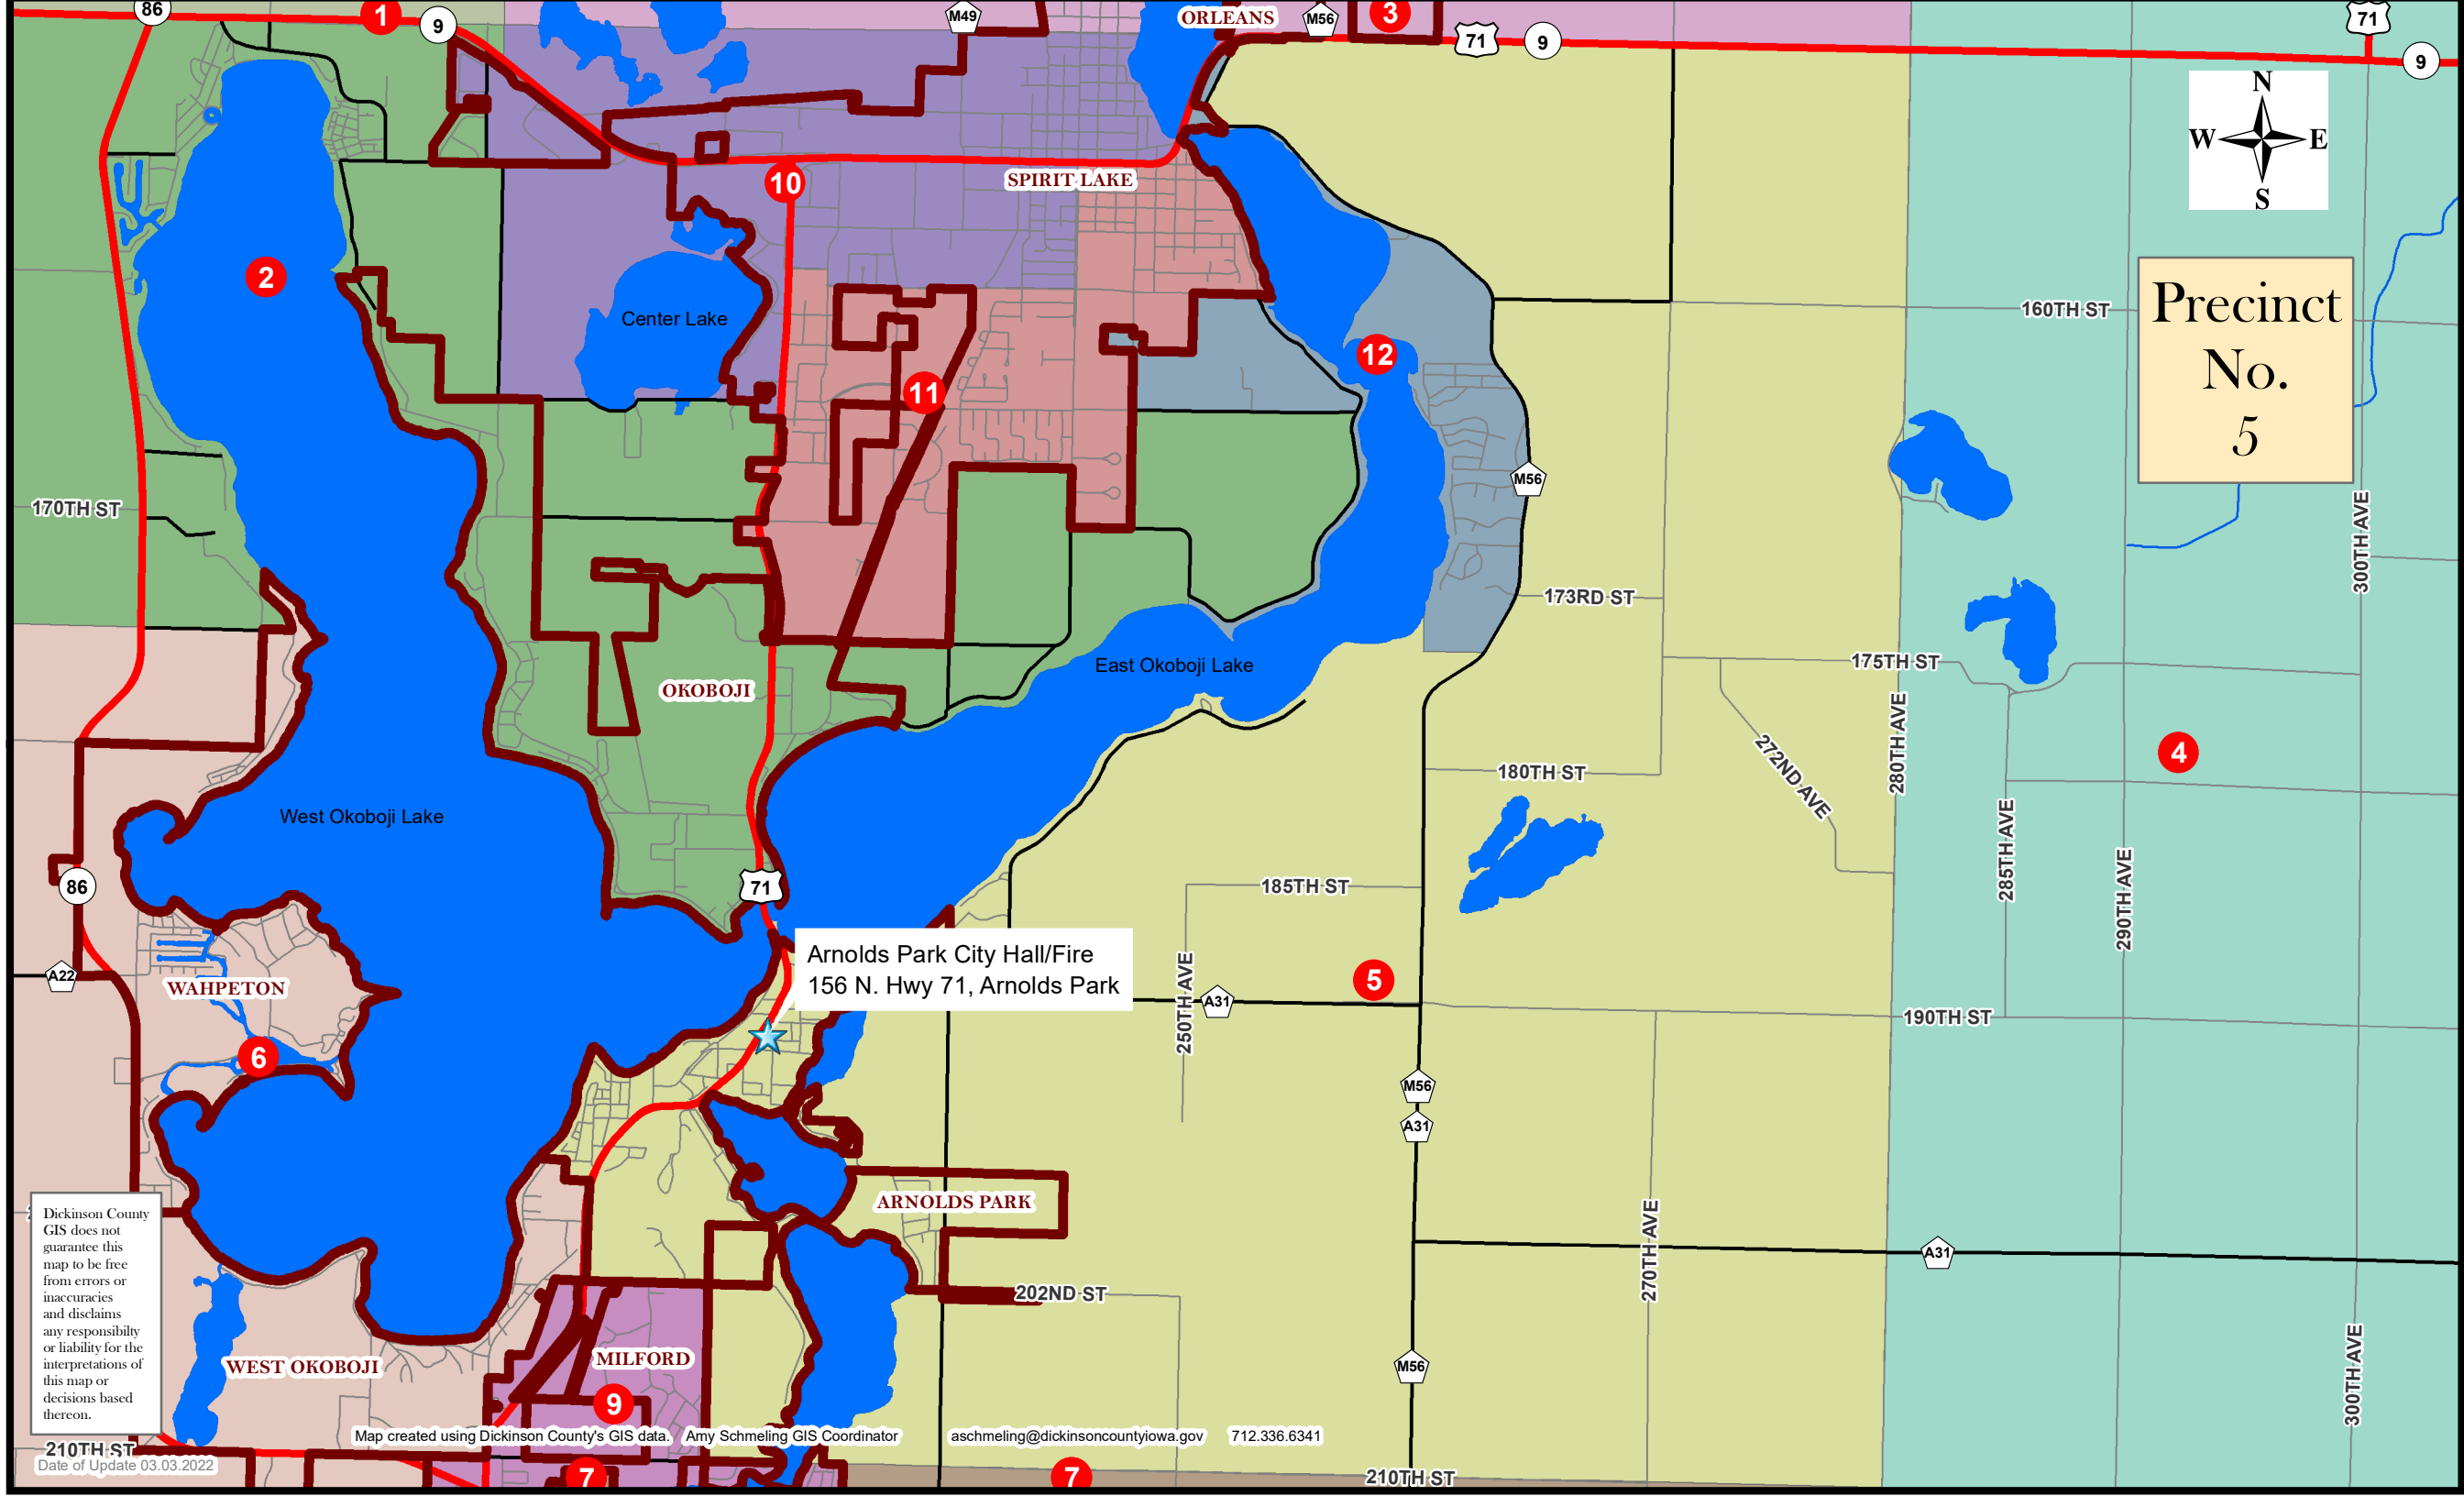 86
1
9
M49
ORLEANS
M56
3
71
9
71
9
N
W E
S
10
SPIRIT LAKE
2
Center Lake
160TH ST
Precinct
No.
5
12
11
M56
170TH ST
300TH AVE
173RD ST
East Okoboji Lake
175TH ST
OKOBOJI
280TH AVE
272ND AVE
4
180TH ST
West Okoboji Lake
285TH AVE
290TH AVE
86
71
185TH ST
Arnolds Park City Hall/Fire
156 N. Hwy 71, Arnolds Park
A22
WAHPETON
250TH AVE
A31
5
190TH ST
6
M56
A31
ARNOLDS PARK
270TH AVE
A31
202ND ST
Dickinson County
GIS does not
guarantee this
map to be free
from errors or
inaccuracies
and disclaims
any responsibilty
or liability for the
interpretations of
this map or
decisions based
thereon.
WEST OKOBOJI
MILFORD
M56
300TH AVE
9
Map created using Dickinson County's GIS data. Amy Schmeling GIS Coordinator aschmeling@dickinsoncountyiowa.gov 712.336.6341
210TH ST
Date of Update 03.03.2022
7
7
210TH ST